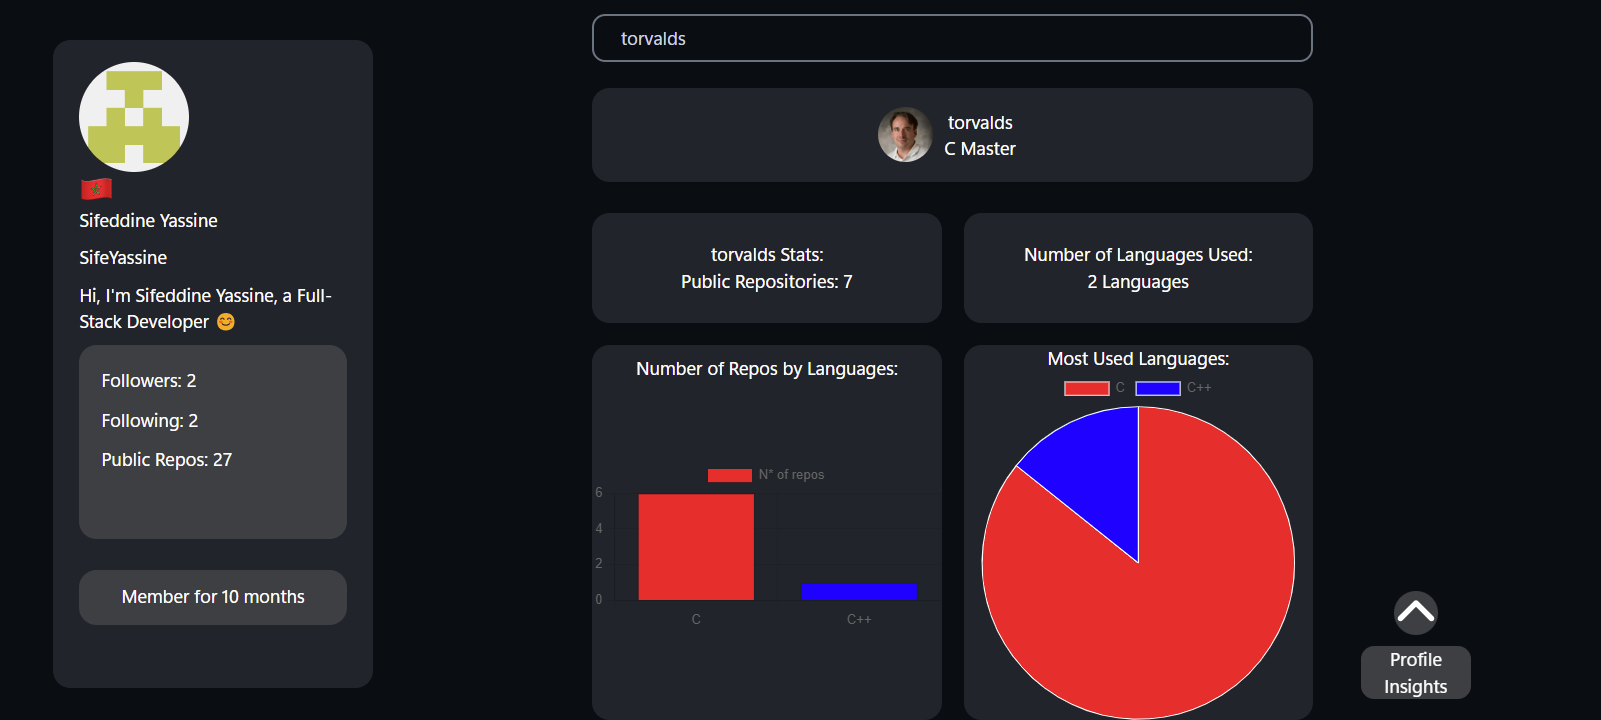 Sifeddine Yassine
SifeYassine
Hi, I'm Sifeddine Yassine, a Full-
Stack Developer 😊
Followers: 2
Following: 2
Public Repos: 27
Member for 10 months
torvalds
torvalds
C Master
torvalds Stats:
Public Repositories: 7
Number of Languages Used:
2 Languages
Number of Repos by Languages:
N° of repos
6
4
2
0
C
C++
Most Used Languages:
C
C++
Profile
Insights